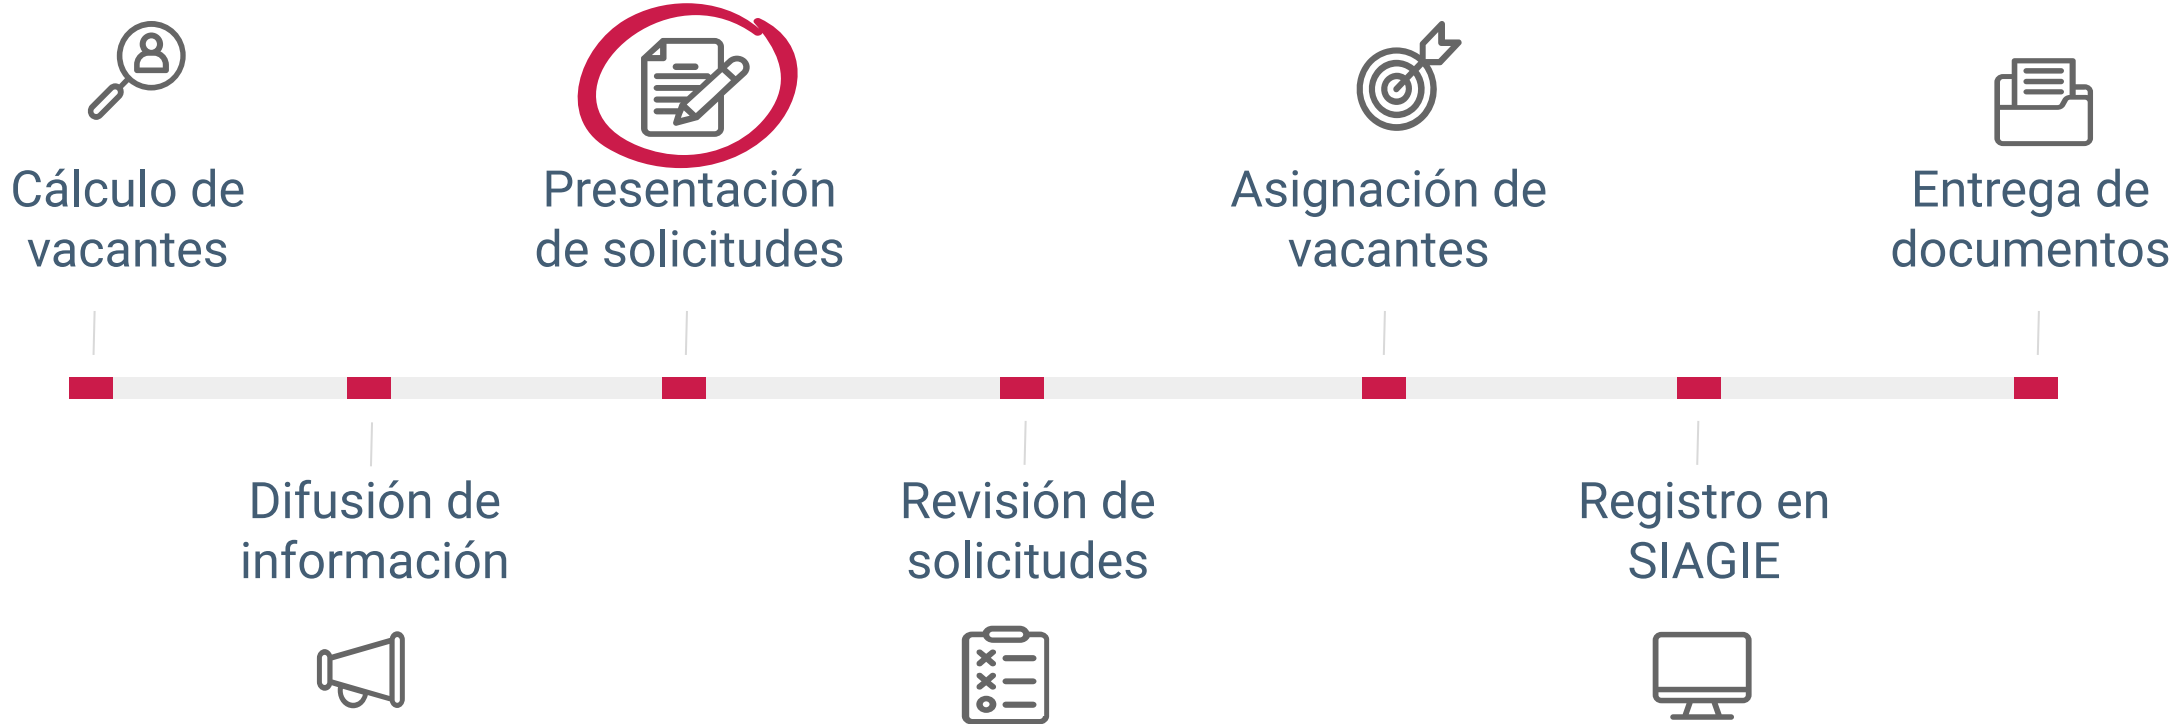 Cálculo de
vacantes
Presentación
de solicitudes
Asignación de
vacantes
Entrega de
documentos
Difusión de
información
Revisión de
solicitudes
Registro en
SIAGIE